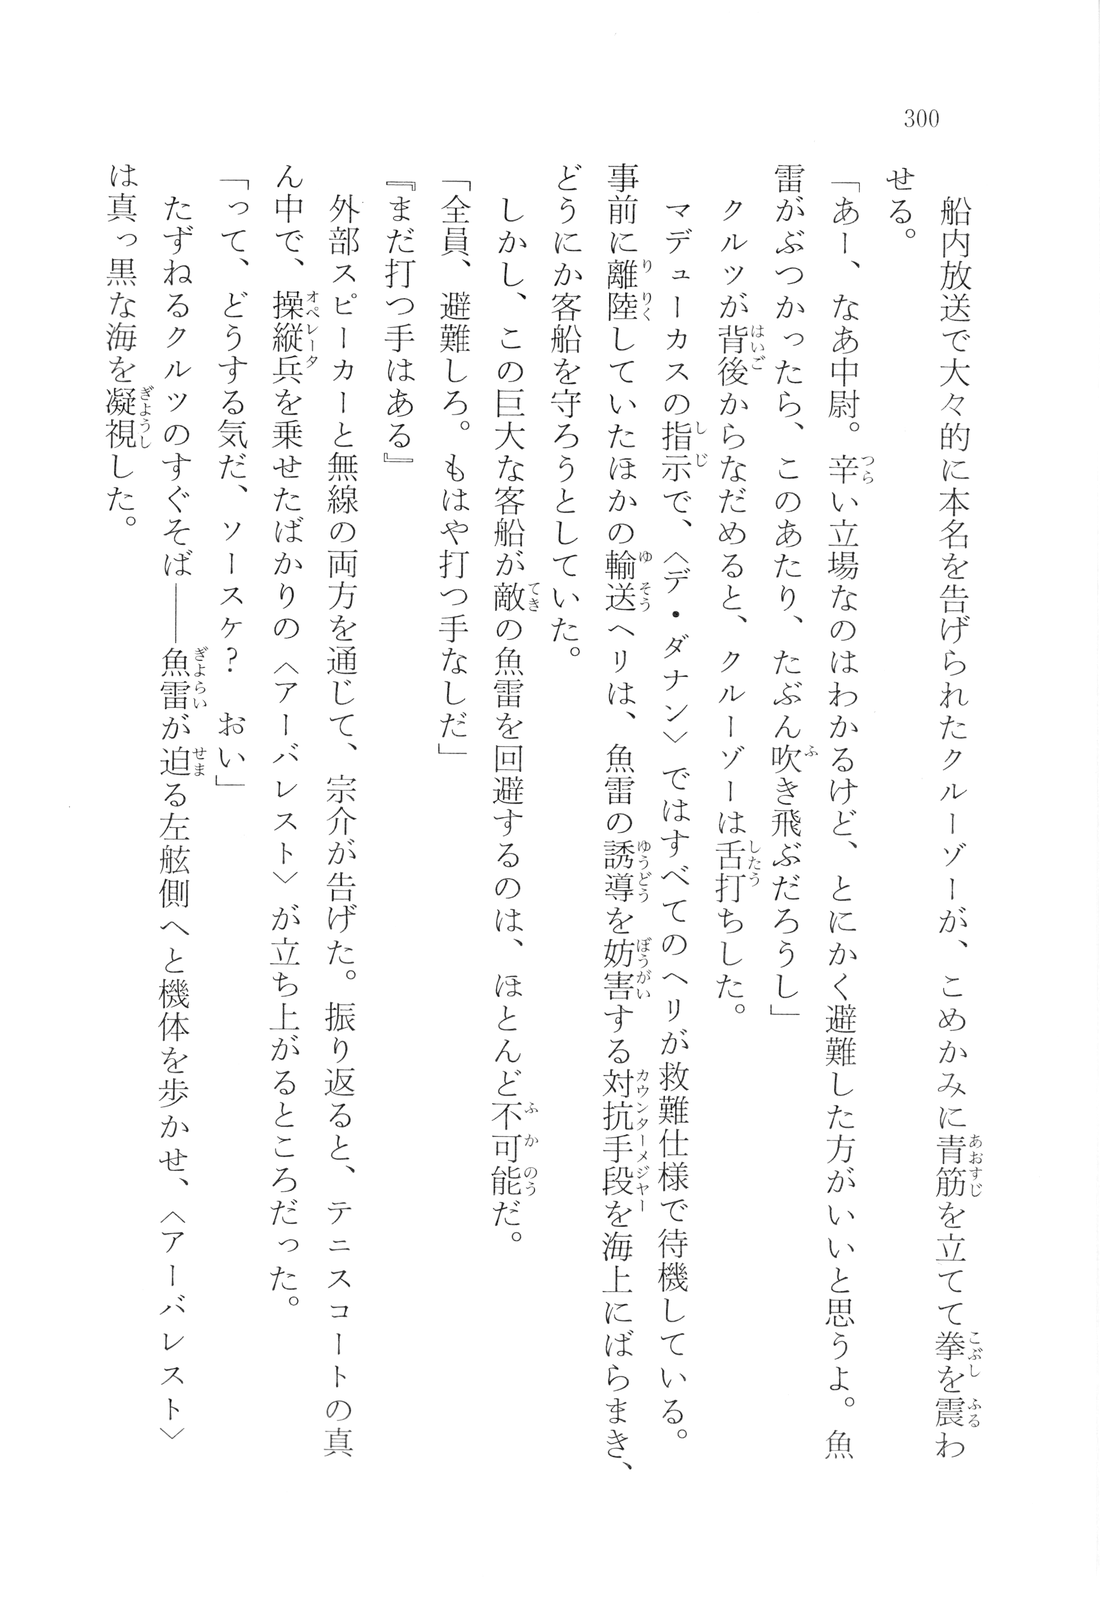 300
船内放送で大々的に本名を告げられたクルーゾーが、こめかみに青筋を立てて拳を震わ
せる。
「あー、なあ中尉。辛い立場なのはわかるけど、とにかく避難した方がいいと思うよ。魚
雷がぶつかったら、このあたり、たぶん吹き飛ぶだろうし」
クルツが背後からなだめると、クルーゾーは舌打ちした。
マデューカスの指示で、〈デ・ダナン〉ではすべてのヘリが救難仕様で待機している。
事前に離陸していたほかの輸送ヘリは、魚雷の誘導を妨害する対抗手段を海上にばらまき、
どうにか客船を守ろうとしていた。
しかし、この巨大な客船が敵の魚雷を回避するのは、ほとんど不可能だ。
「全員、避難しろ。もはや打つ手なしだ」
『まだ打つ手はある』
外部スピーカーと無線の両方を通じて、宗介が告げた。振り返ると、テニスコートの真
ん中で、操縦兵を乗せたばかりの〈アーバレスト〉が立ち上がるところだった。
「って、どうする気だ、ソースケ？　おい」
たずねるクルツのすぐそば――魚雷が迫る左舷側へと機体を歩かせ、〈アーバレスト〉
は真っ黒な海を凝視した。